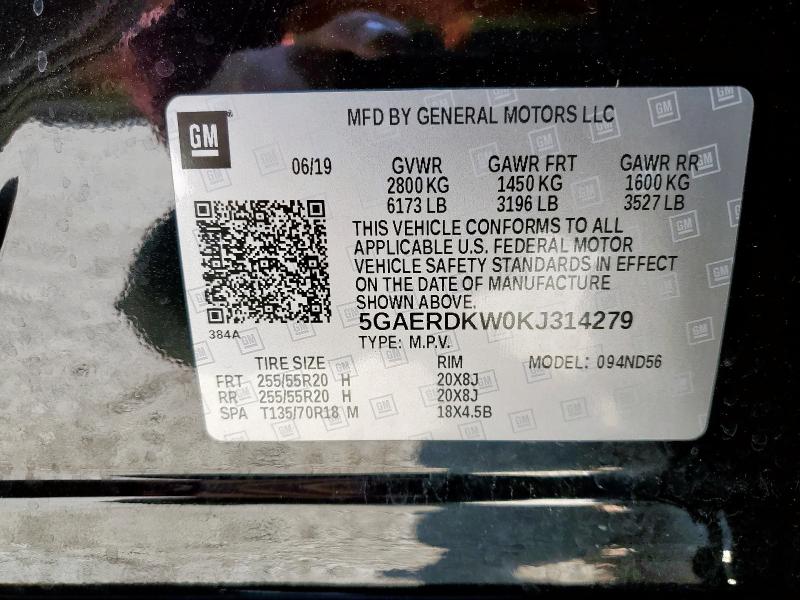 GM
MFD BY GENERAL MOTORS LLC
06/19 GVWR GAWR FRT GAWR RR
2800 KG 1450 KG 1600 KG
6173 LB 3196 LB 3527 LB
THIS VEHICLE CONFORMS TO ALL
APPLICABLE U.S. FEDERAL MOTOR
VEHICLE SAFETY STANDARDS IN EFFECT
ON THE DATE OF MANUFACTURE
SHOWN ABOVE.
384A
5GAERDKW0KJ314279
TYPE: M.P.V.
TIRE SIZE RIM MODEL: 094ND56
FRT 255/55R20 H 20X8J
RR 255/55R20 H 20X8J
SPA T135/70R18 M 18X4.5B